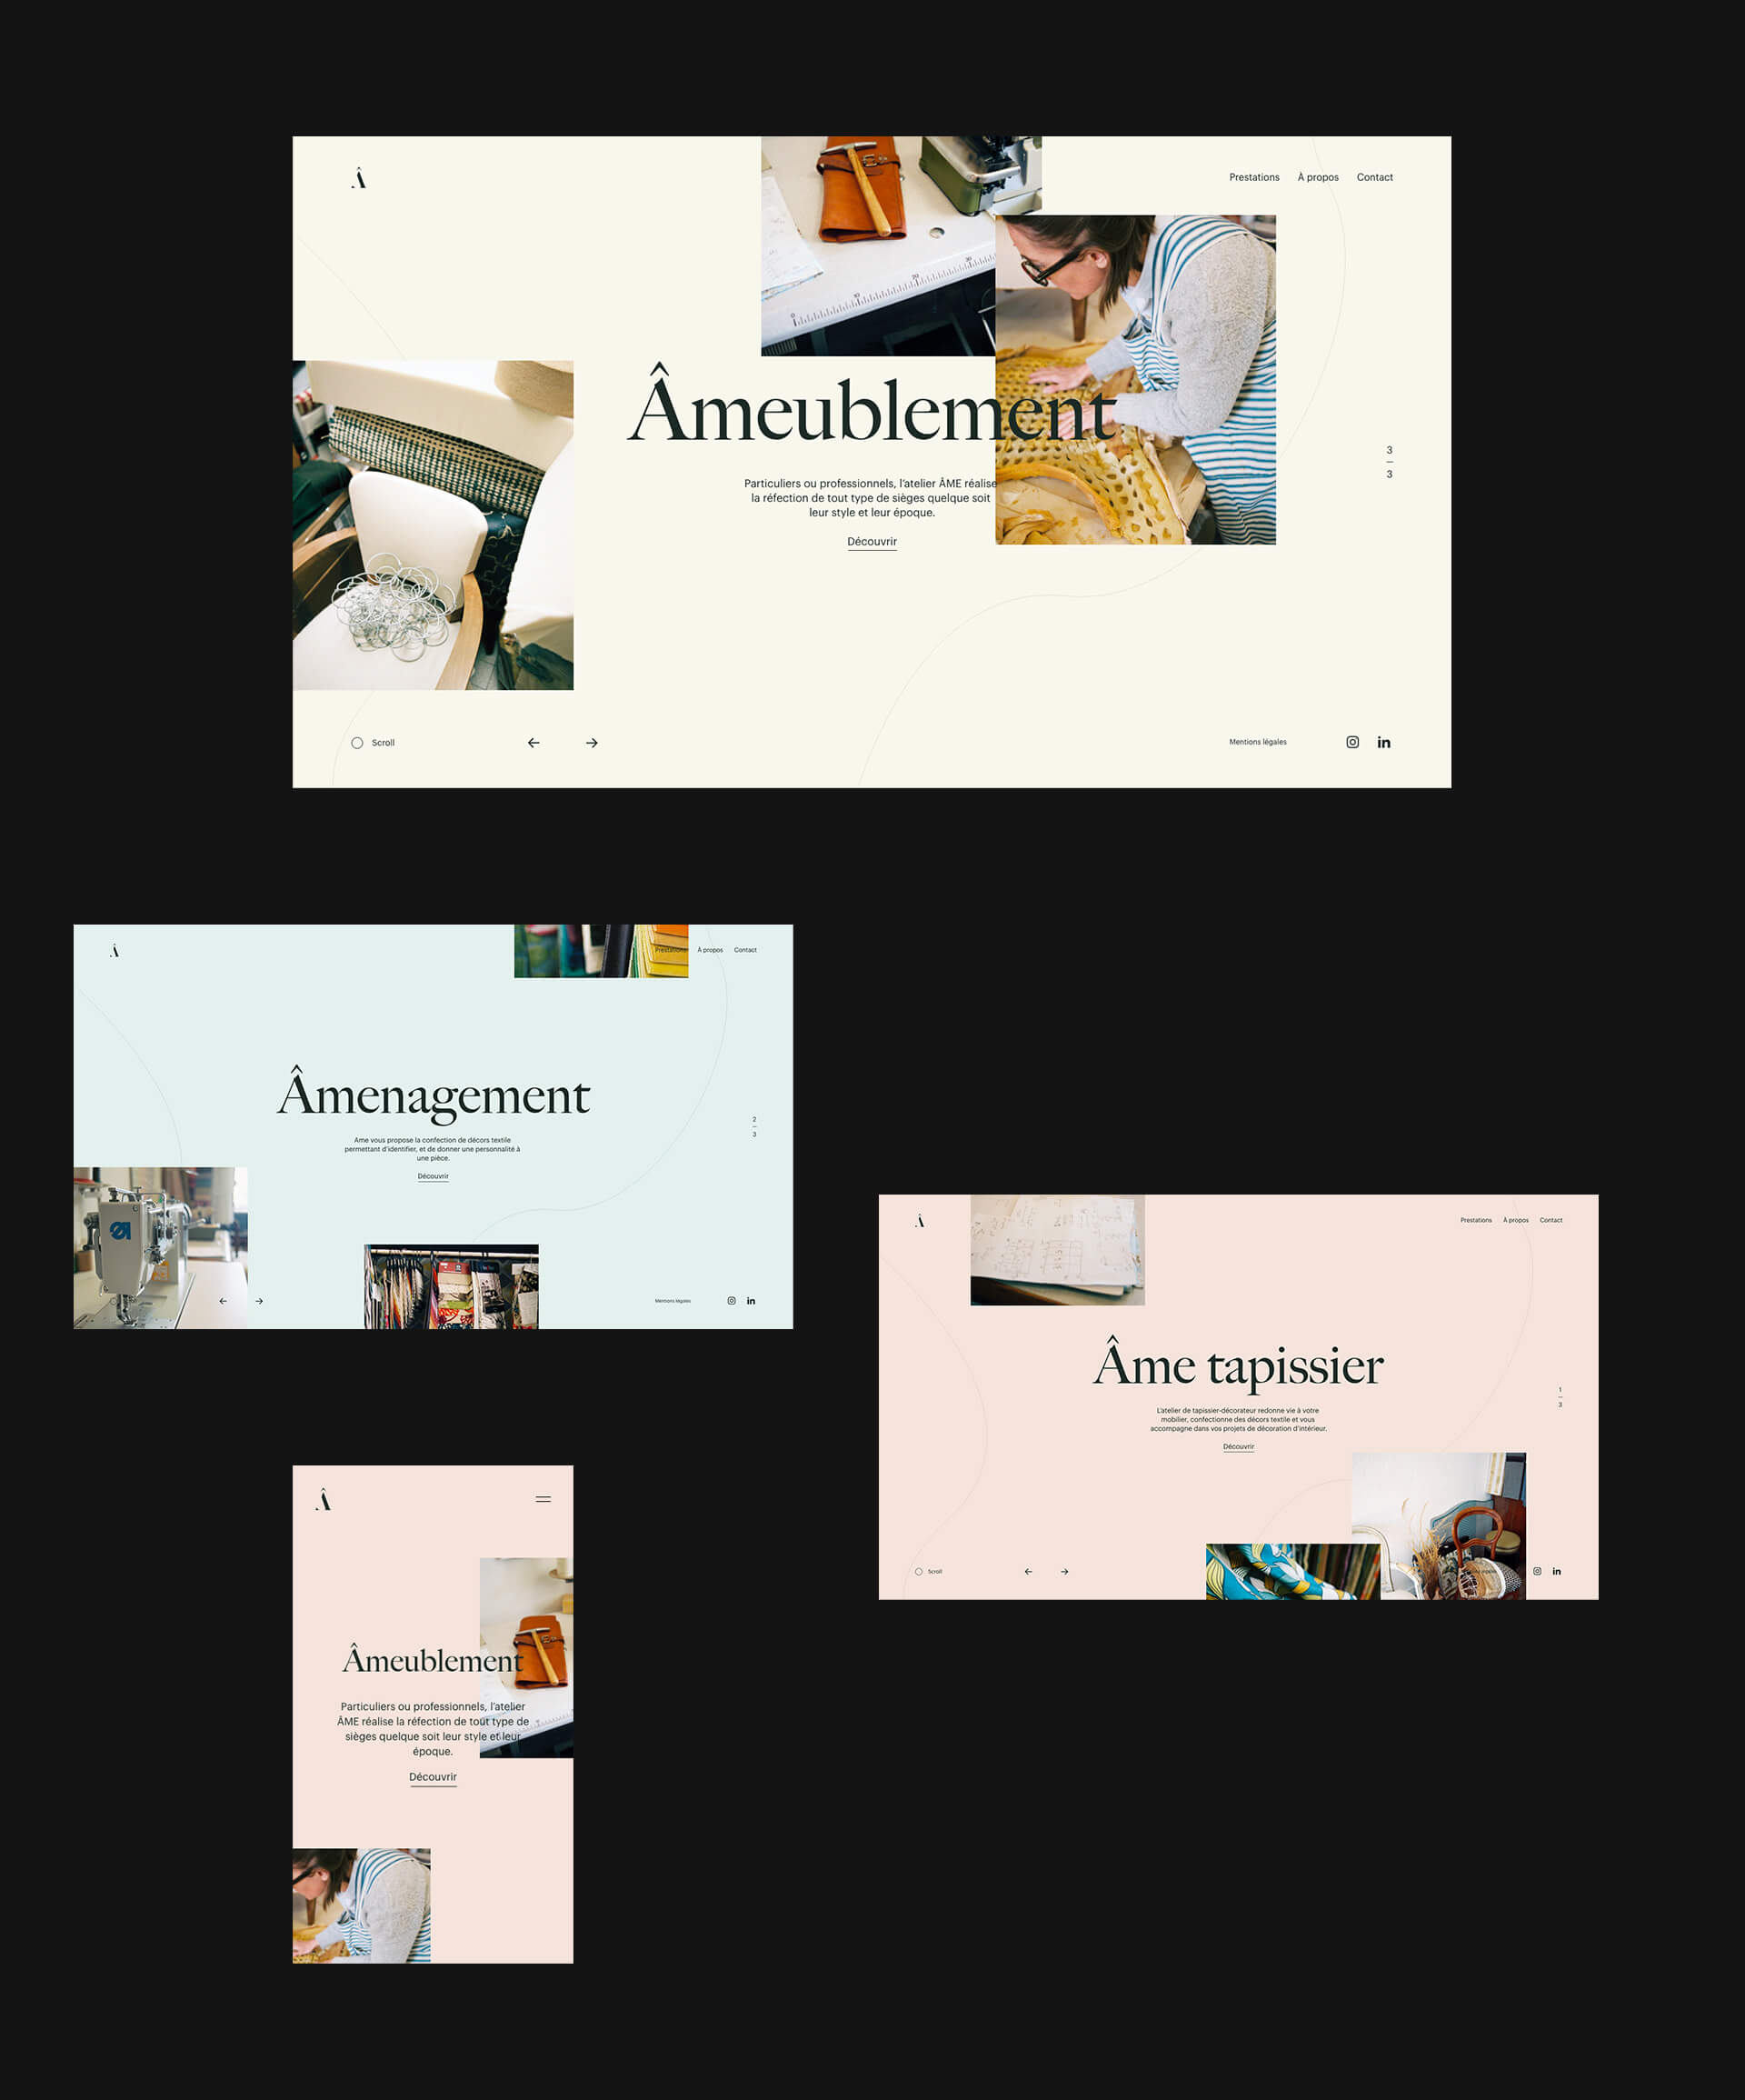 Â
Prestations À propos Contact
Âmeublement
Particuliers ou professionnels, l'atelier ÂME réalise
la réfection de tout type de sièges quelque soit
leur style et leur époque.
Découvrir
3
3
Scroll
Mentions légales
in
Â
Prestations À propos Contact
Âmenagement
Ame vous propose la confection de décors textile
permettant d'identifier, et de donner une personnalité à
une pièce.
Découvrir
2
3
Mentions légales
in
Â
Prestations À propos Contact
Âme tapissier
L'atelier de tapissier-décorateur redonne vie à votre
mobilier, confectionne des décors textile et vous
accompagne dans vos projets de décoration d'intérieur.
Découvrir
1
3
Scroll
in
Â
Âmeublement
Particuliers ou professionnels, l'atelier
ÂME réalise la réfection de tout type de
sièges quelque soit leur style et leur
époque.
Découvrir